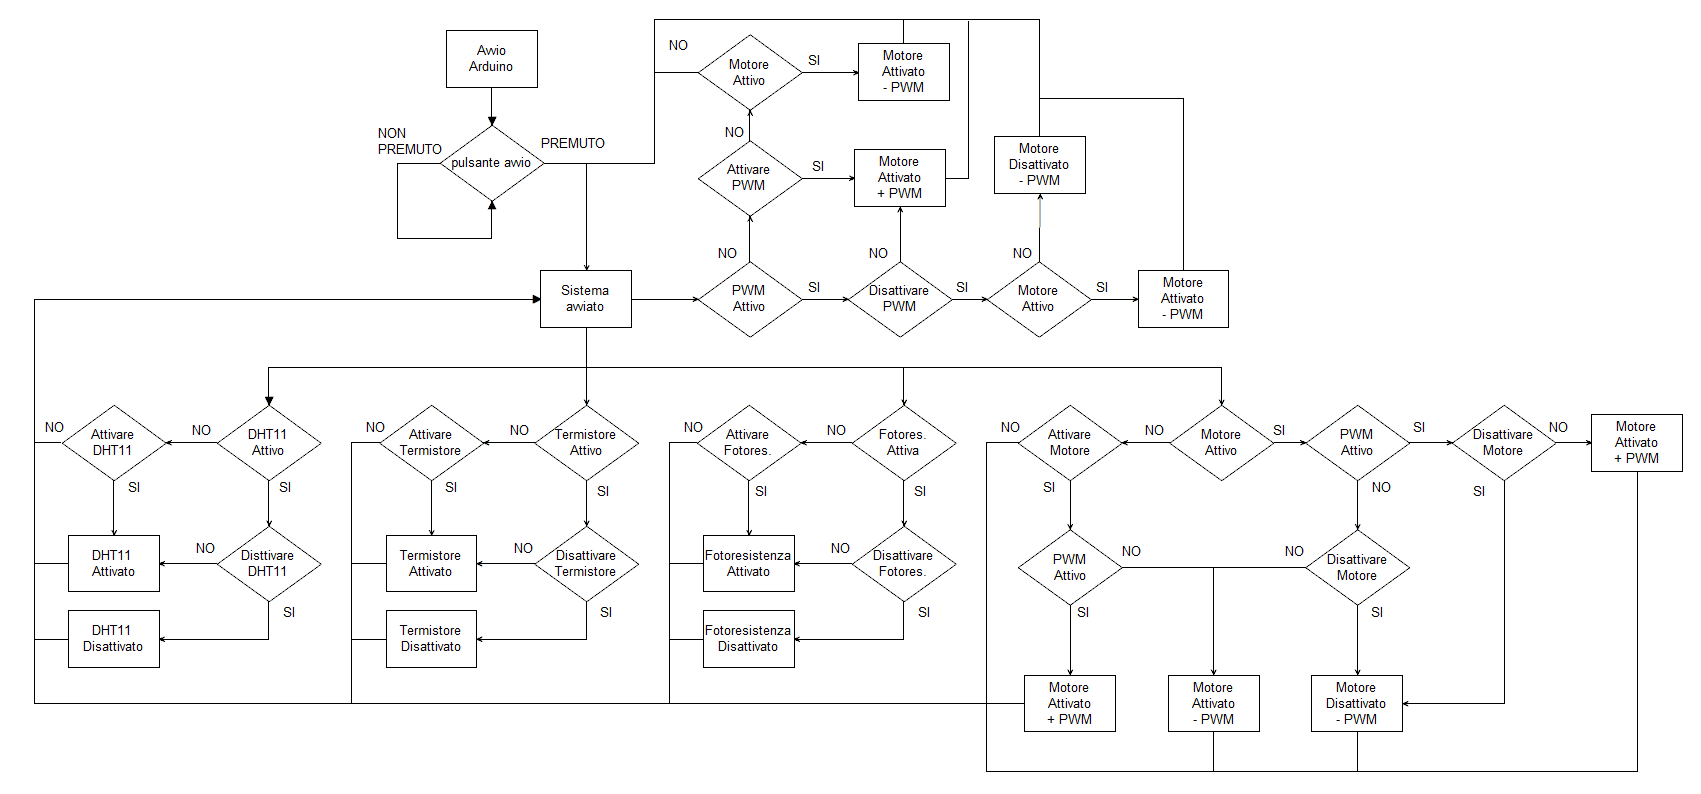 Avvio
Arduino
NON
PREMUTO
pulsante avvio
PREMUTO
NO
Motore
Attivo
SI
Motore
Attivato
- PWM
NO
Attivare
PWM
SI
Motore
Attivato
+ PWM
Motore
Disattivato
- PWM
NO
NO
NO
Sistema
avviato
PWM
Attivo
SI
Disattivare
PWM
SI
Motore
Attivo
SI
Motore
Attivato
- PWM
NO
Attivare
DHT11
NO
DHT11
Attivo
NO
Attivare
Termistore
NO
Termistore
Attivo
NO
Attivare
Fotores.
NO
Fotores.
Attiva
NO
Attivare
Motore
NO
Motore
Attivo
SI
PWM
Attivo
SI
Disattivare
Motore
NO
Motore
Attivato
+ PWM
SI
SI
SI
SI
SI
SI
SI
NO
SI
DHT11
Attivato
NO
Disttivare
DHT11
Termistore
Attivato
NO
Disattivare
Termistore
Fotoresistenza
Attivato
NO
Disattivare
Fotores.
PWM
Attivo
NO
NO
Disattivare
Motore
SI
SI
SI
SI
SI
DHT11
Disattivato
Termistore
Disattivato
Fotoresistenza
Disattivato
Motore
Attivato
+ PWM
Motore
Attivato
- PWM
Motore
Disattivato
- PWM